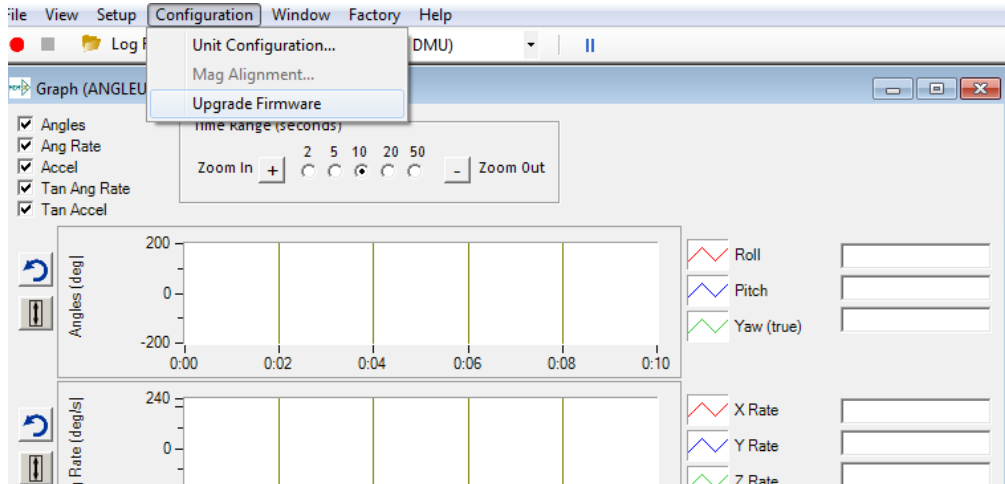 File View Setup Configuration Window Factory Help
Log
DMU)
Unit Configuration...
Mag Alignment...
Upgrade Firmware
Graph (ANGLEU
Angles
Ang Rate
Accel
Tan Ang Rate
Tan Accel
Time Range (seconds)
2 5 10 20 50
Zoom In + - Zoom Out
Angles (deg)
200
0
-200
0:00 0:02 0:04 0:06 0:08 0:10
Roll
Pitch
Yaw (true)
Rate (deg/s)
240
0
X Rate
Y Rate
Z Rate